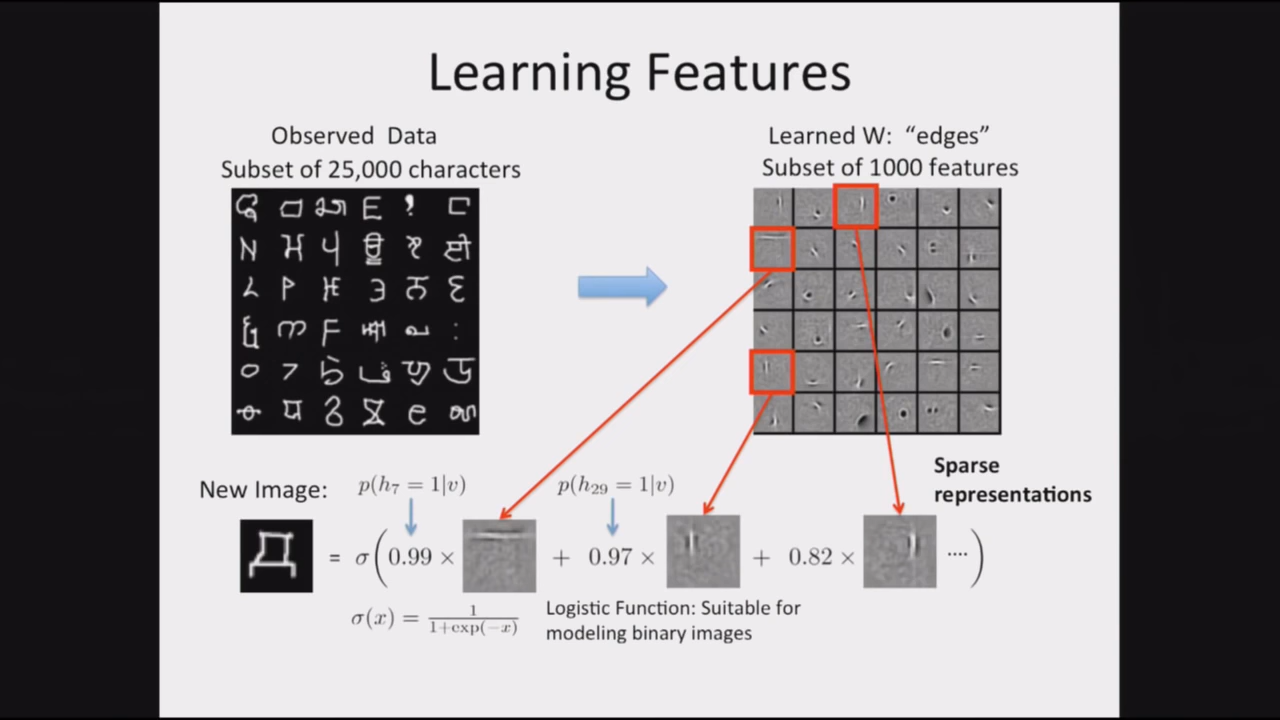 Learning Features
Observed Data
Subset of 25,000 characters
Learned W: “edges”
Subset of 1000 features
Sparse
representations
New Image:
p(h₇ = 1|v)
p(h₂₉ = 1|v)
= σ( 0.99 × + 0.97 × + 0.82 × ....)
σ(x) = 1/(1+exp(−x))
Logistic Function: Suitable for
modeling binary images